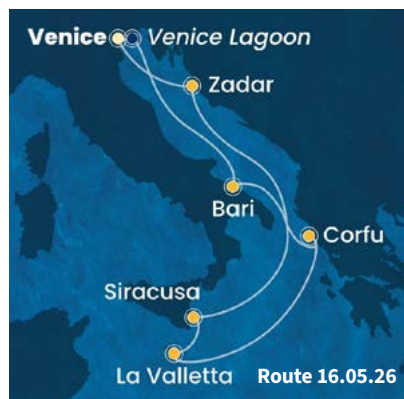 Venice
Venice Lagoon
Zadar
Bari
Corfu
Siracusa
La Valletta
Route 16.05.26